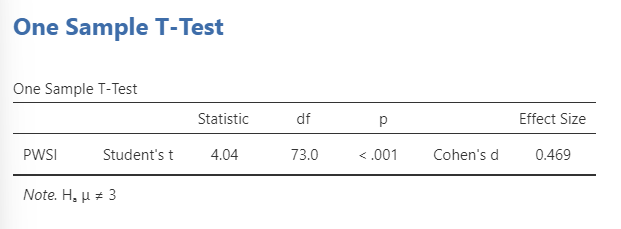 One Sample T-Test
One Sample T-Test
Statistic df p Effect Size
PWSI Student's t 4.04 73.0 < .001 Cohen's d 0.469
Note. Hₐ μ ≠ 3